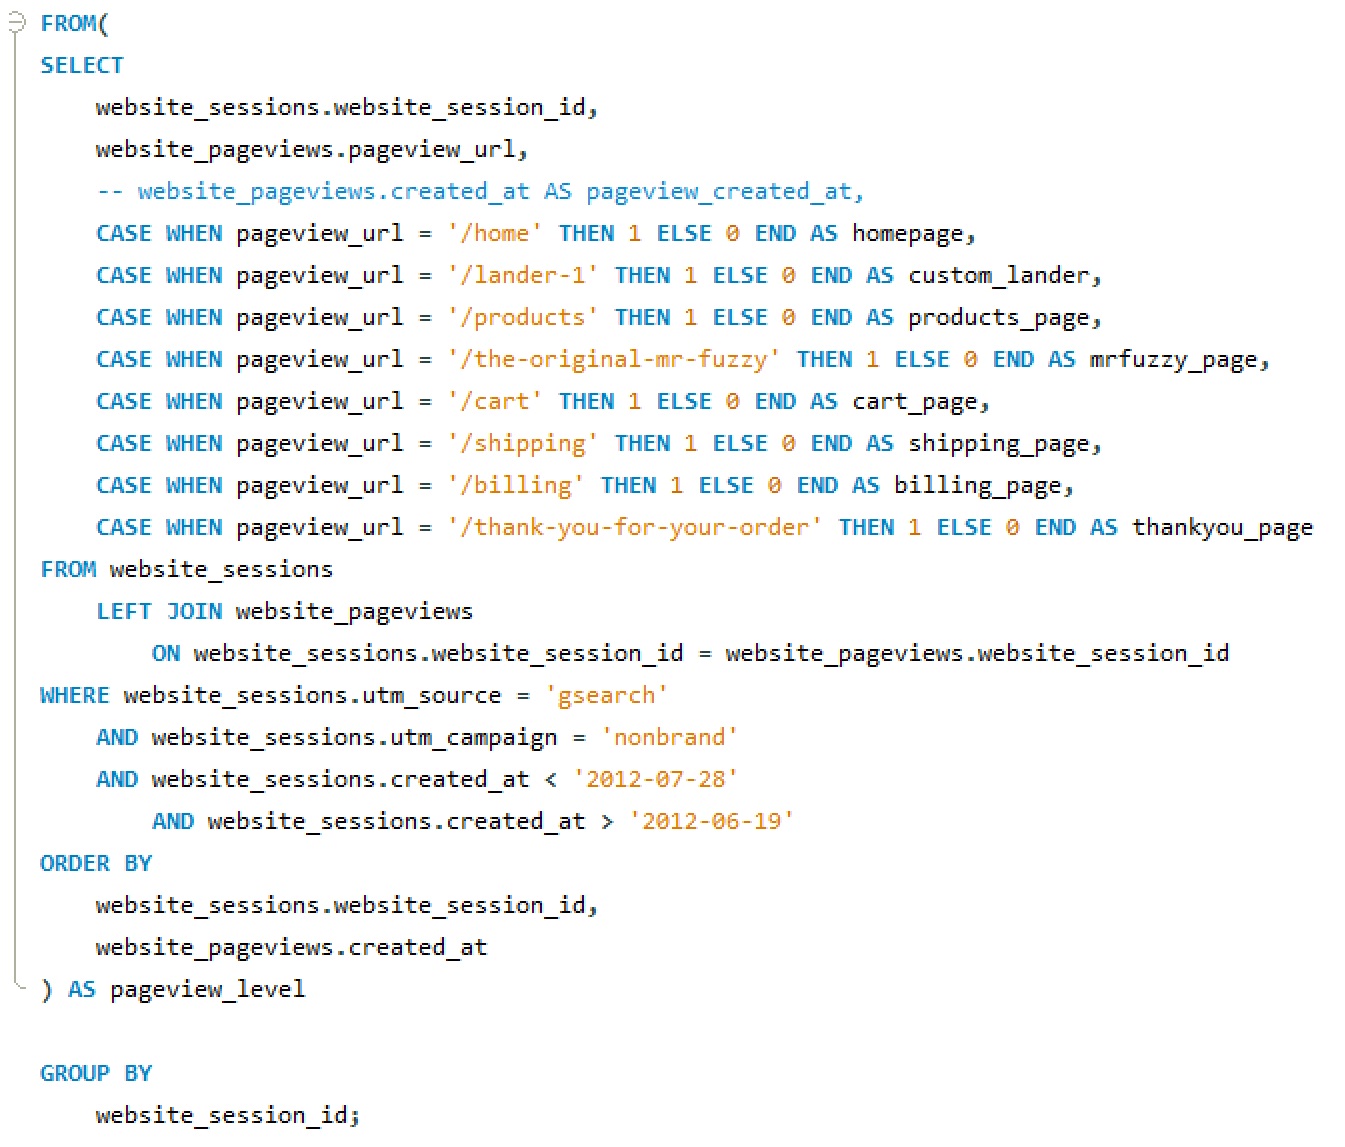 FROM(
SELECT
website_sessions.website_session_id,
website_pageviews.pageview_url,
-- website_pageviews.created_at AS pageview_created_at,
CASE WHEN pageview_url = '/home' THEN 1 ELSE 0 END AS homepage,
CASE WHEN pageview_url = '/lander-1' THEN 1 ELSE 0 END AS custom_lander,
CASE WHEN pageview_url = '/products' THEN 1 ELSE 0 END AS products_page,
CASE WHEN pageview_url = '/the-original-mr-fuzzy' THEN 1 ELSE 0 END AS mrfuzzy_page,
CASE WHEN pageview_url = '/cart' THEN 1 ELSE 0 END AS cart_page,
CASE WHEN pageview_url = '/shipping' THEN 1 ELSE 0 END AS shipping_page,
CASE WHEN pageview_url = '/billing' THEN 1 ELSE 0 END AS billing_page,
CASE WHEN pageview_url = '/thank-you-for-your-order' THEN 1 ELSE 0 END AS thankyou_page
FROM website_sessions
LEFT JOIN website_pageviews
ON website_sessions.website_session_id = website_pageviews.website_session_id
WHERE website_sessions.utm_source = 'gsearch'
AND website_sessions.utm_campaign = 'nonbrand'
AND website_sessions.created_at < '2012-07-28'
AND website_sessions.created_at > '2012-06-19'
ORDER BY
website_sessions.website_session_id,
website_pageviews.created_at
) AS pageview_level
GROUP BY
website_session_id;